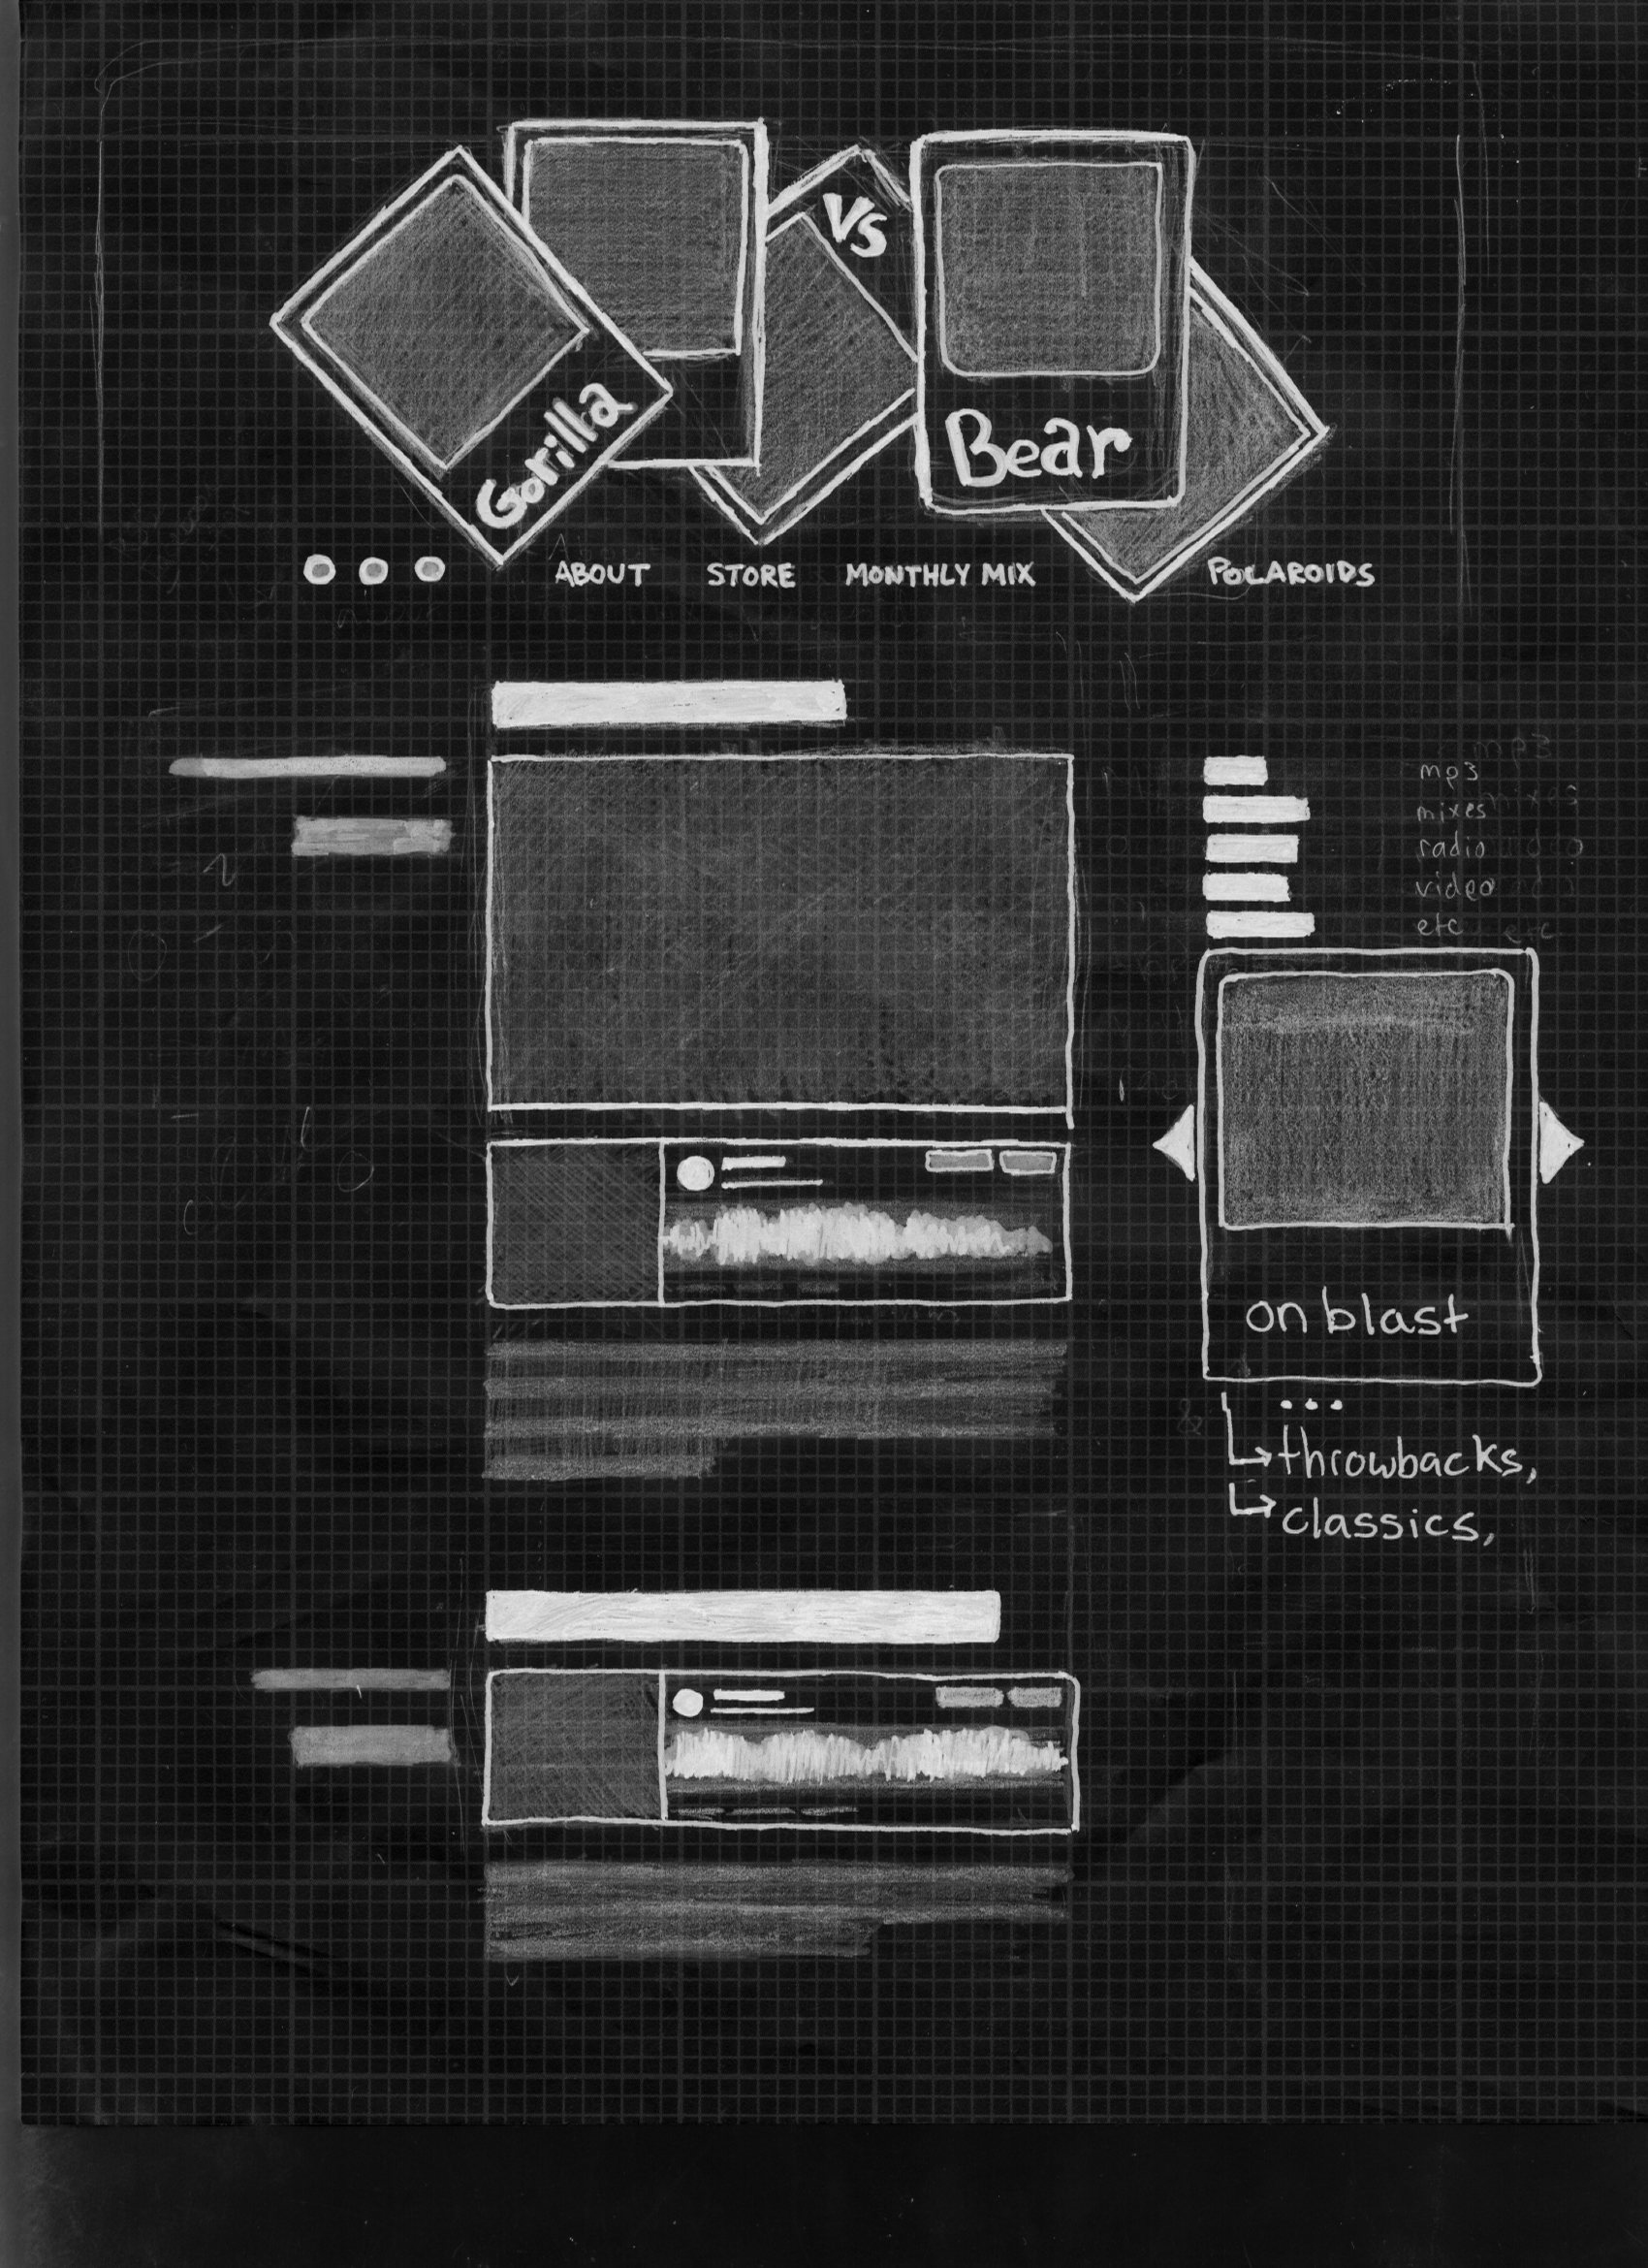 Gorilla
VS
Bear
ABOUT STORE MONTHLY MIX POLAROIDS
mp3
mixes
radio
video
etc
on blast
...
throwbacks,
classics,